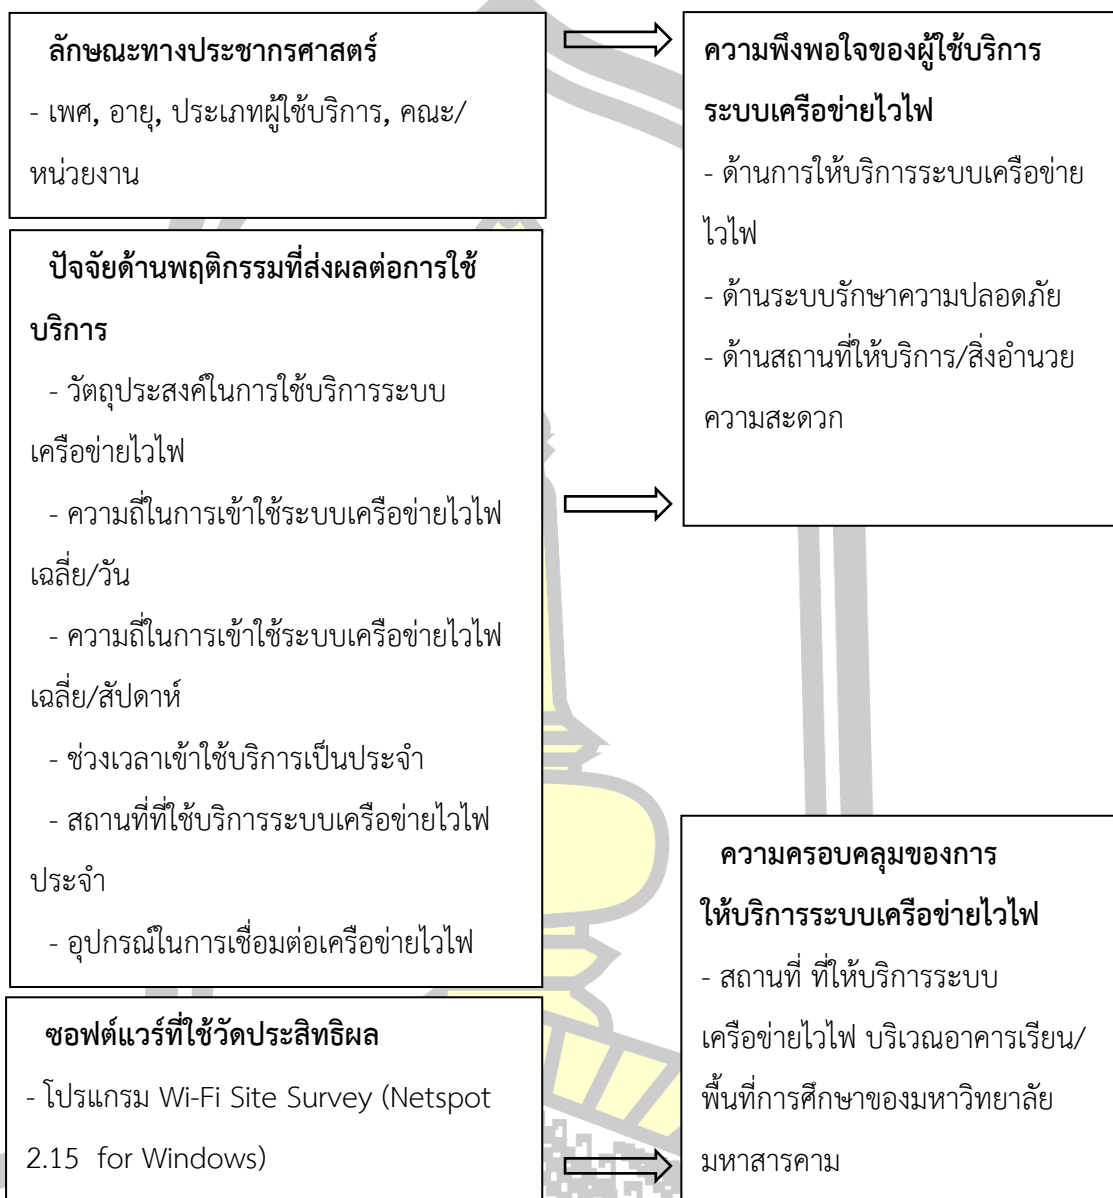 ลักษณะทางประชากรศาสตร์
- เพศ, อายุ, ประเภทผู้ใช้บริการ, คณะ/
หน่วยงาน
ปัจจัยด้านพฤติกรรมที่ส่งผลต่อการใช้
บริการ
- วัตถุประสงค์ในการใช้บริการระบบ
เครือข่ายไวไฟ
- ความถี่ในการเข้าใช้ระบบเครือข่ายไวไฟ
เฉลี่ย/วัน
- ความถี่ในการเข้าใช้ระบบเครือข่ายไวไฟ
เฉลี่ย/สัปดาห์
- ช่วงเวลาเข้าใช้บริการเป็นประจำ
- สถานที่ที่ใช้บริการระบบเครือข่ายไวไฟ
ประจำ
- อุปกรณ์ในการเชื่อมต่อเครือข่ายไวไฟ
ซอฟต์แวร์ที่ใช้วัดประสิทธิผล
- โปรแกรม Wi-Fi Site Survey (Netspot
2.15 for Windows)
ความพึงพอใจของผู้ใช้บริการ
ระบบเครือข่ายไวไฟ
- ด้านการให้บริการระบบเครือข่าย
ไวไฟ
- ด้านระบบรักษาความปลอดภัย
- ด้านสถานที่ให้บริการ/สิ่งอำนวย
ความสะดวก
ความครอบคลุมของการ
ให้บริการระบบเครือข่ายไวไฟ
- สถานที่ ที่ให้บริการระบบ
เครือข่ายไวไฟ บริเวณอาคารเรียน/
พื้นที่การศึกษาของมหาวิทยาลัย
มหาสารคาม